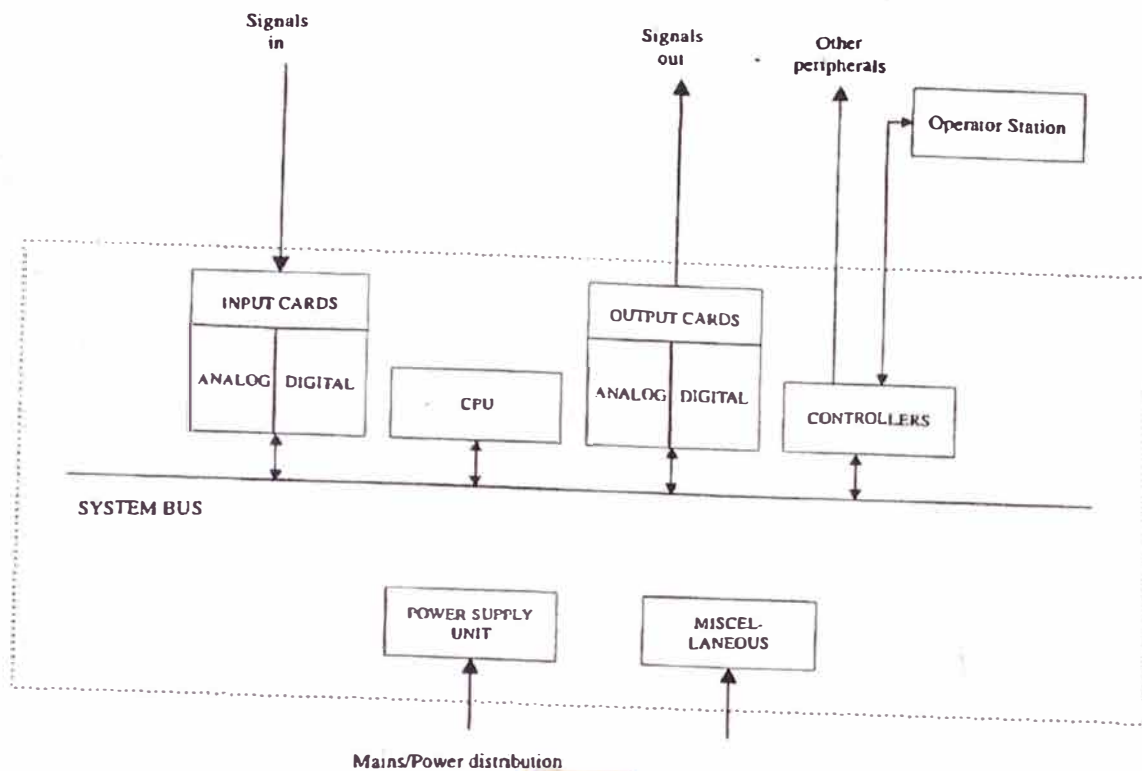 Signals
in
Signals
out
Other
peripherals
Operator Station
INPUT CARDS
ANALOG
DIGITAL
CPU
OUTPUT CARDS
ANALOG
DIGITAL
CONTROLLERS
SYSTEM BUS
POWER SUPPLY
UNIT
MISCEL-
LANEOUS
Mains/Power distribution